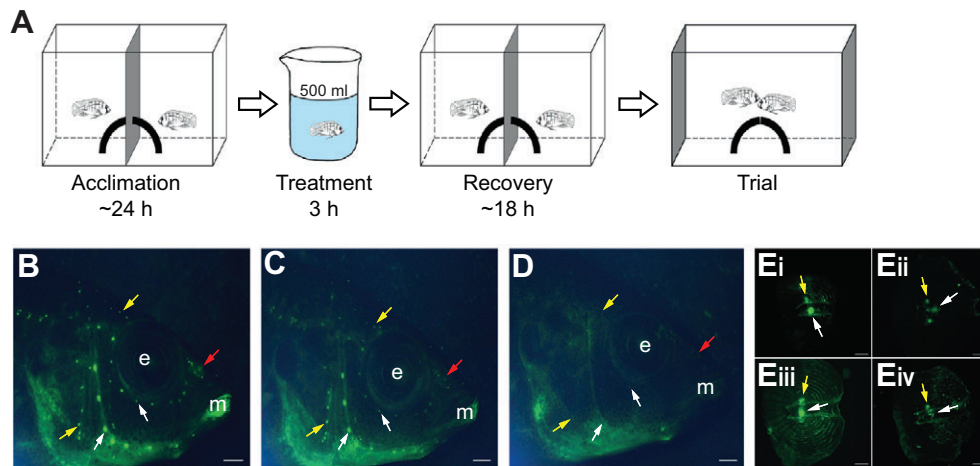 A
500 ml
Acclimation
~24 h
Treatment
3 h
Recovery
~18 h
Trial
B
e
m
C
e
m
D
e
m
Ei
Eii
Eiii
Eiv